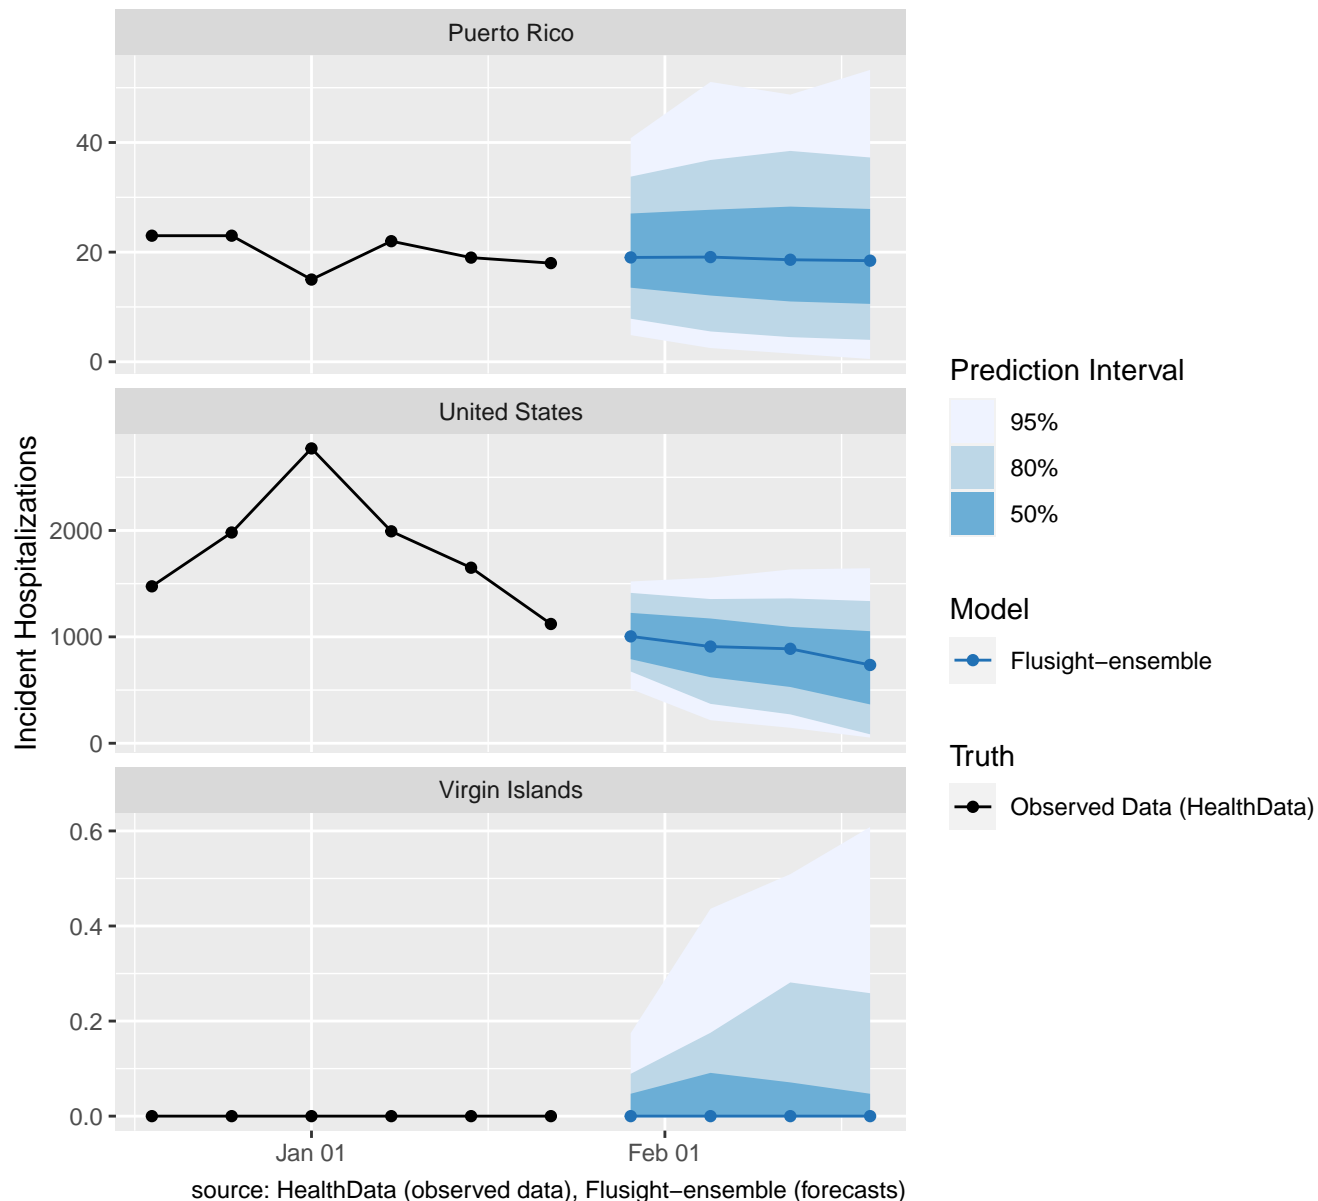 Puerto Rico
40
20
0
United States
2000
1000
0
Virgin Islands
0.6
0.4
0.2
0.0
Jan 01
Feb 01
Incident Hospitalizations
source: HealthData (observed data), Flusight−ensemble (forecasts)
Prediction Interval
95%
80%
50%
Model
Flusight−ensemble
Truth
Observed Data (HealthData)